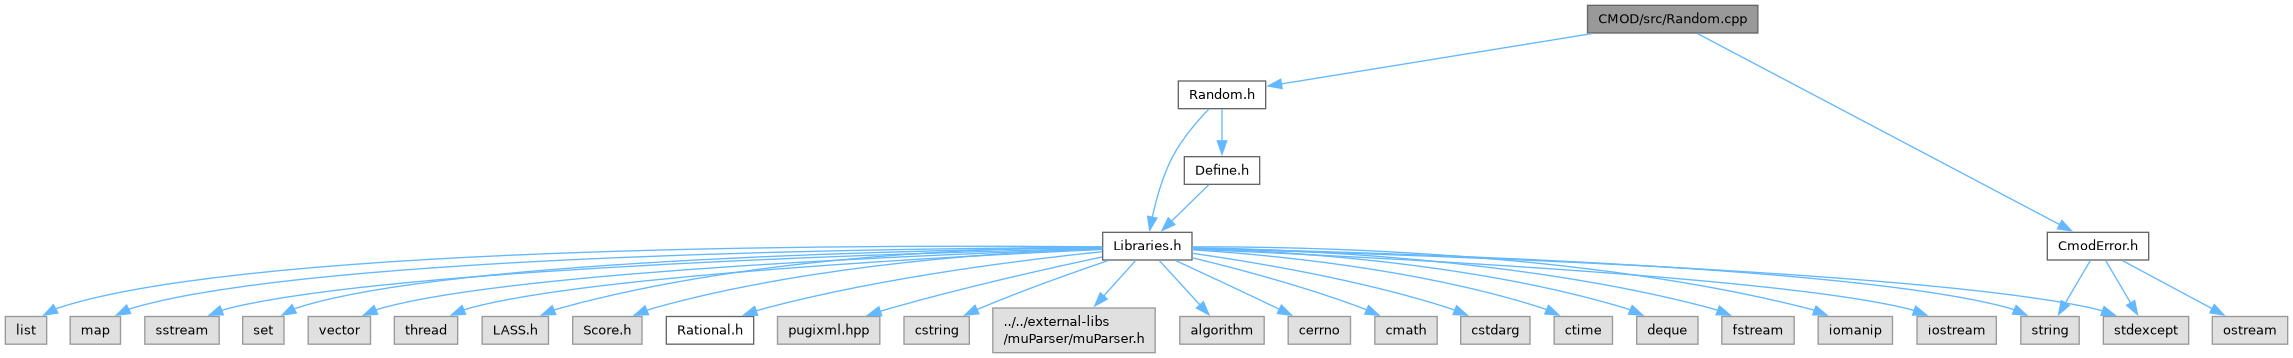 CMOD/src/Random.cpp
Random.h
Define.h
Libraries.h
CmodError.h
list
map
sstream
set
vector
thread
LASS.h
Score.h
Rational.h
pugixml.hpp
cstring
../../external-libs
/muParser/muParser.h
algorithm
cerrno
cmath
cstdarg
ctime
deque
fstream
iomanip
iostream
string
stdexcept
ostream